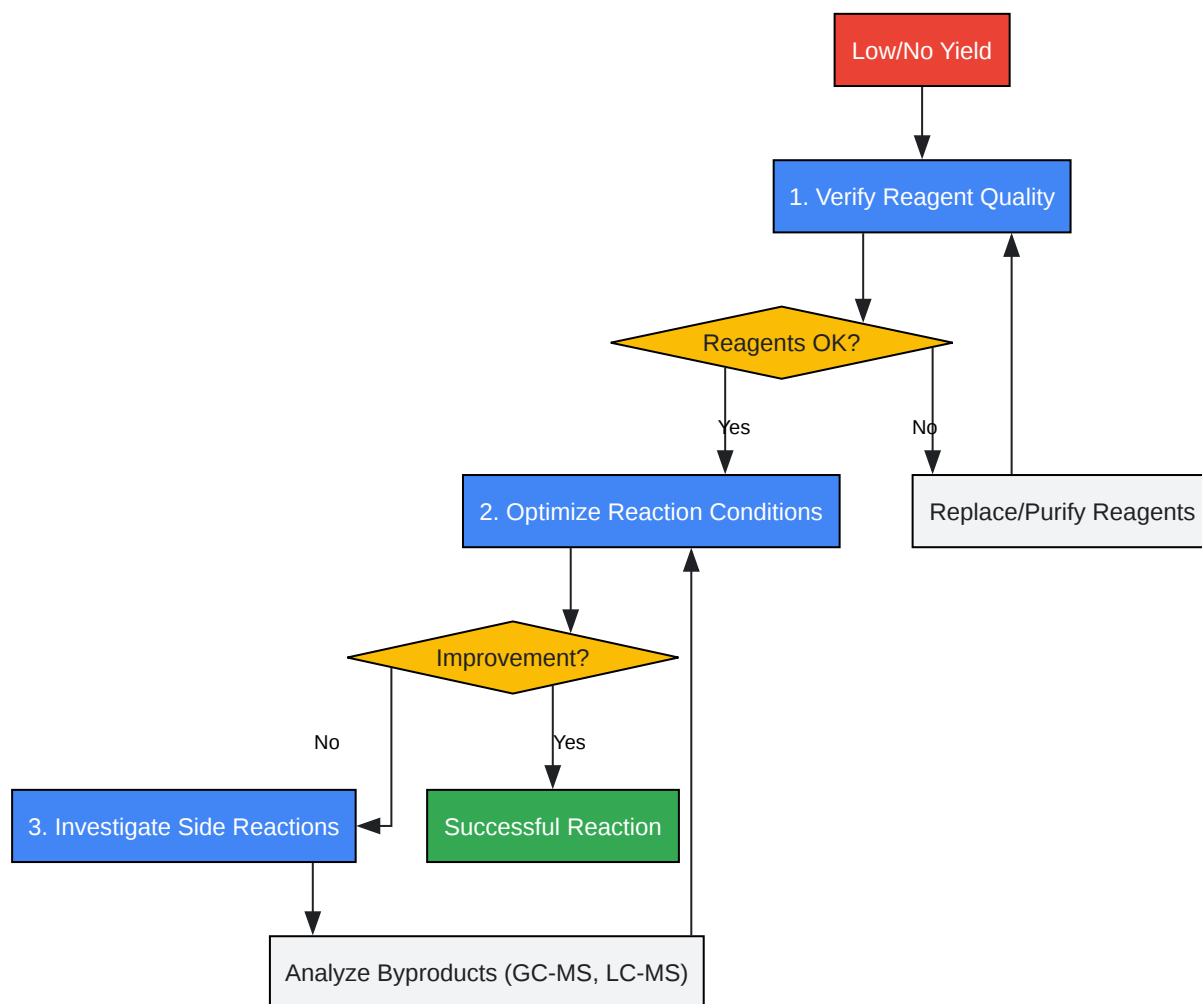 Low/No Yield
1. Verify Reagent Quality
Reagents OK?
Yes
No
2. Optimize Reaction Conditions
Replace/Purify Reagents
Improvement?
No
Yes
3. Investigate Side Reactions
Successful Reaction
Analyze Byproducts (GC-MS, LC-MS)